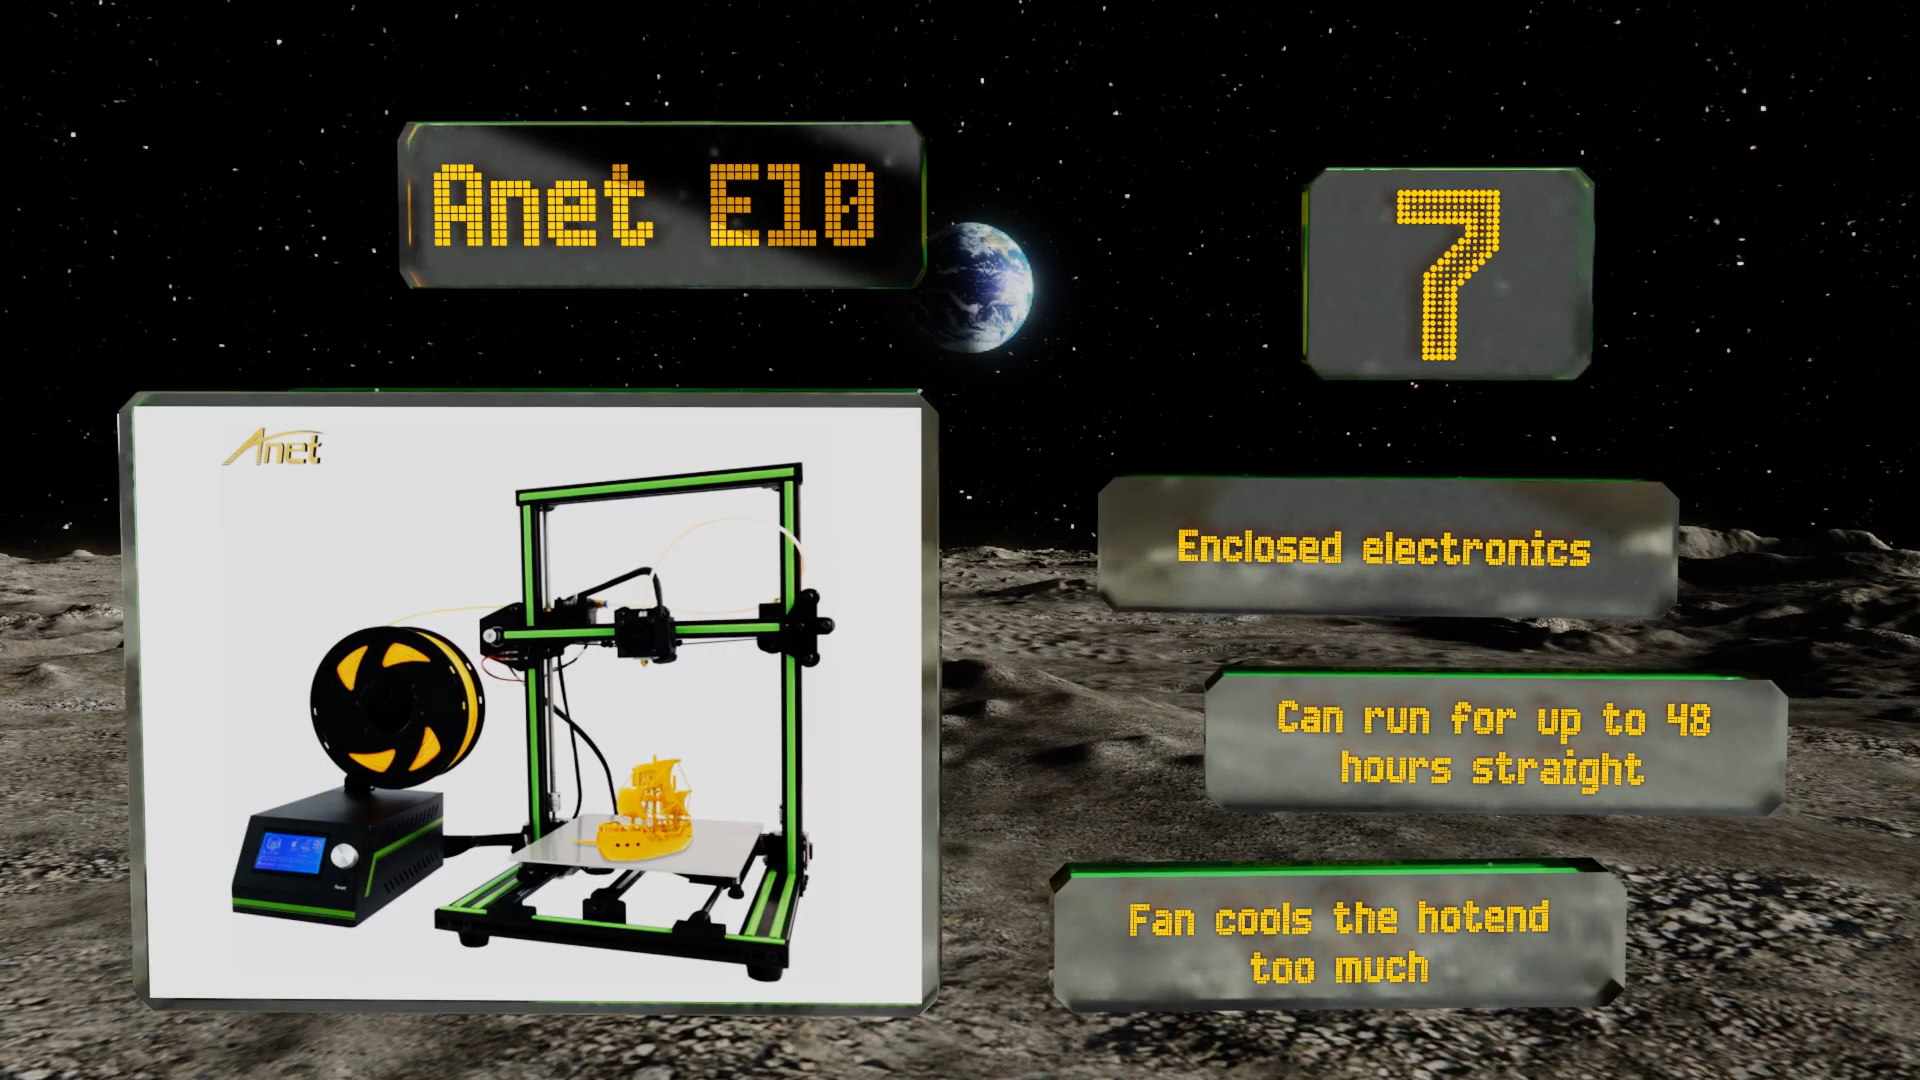 Anet E10
7
Anet
Enclosed electronics
Can run for up to 48
hours straight
Fan cools the hotend
too much